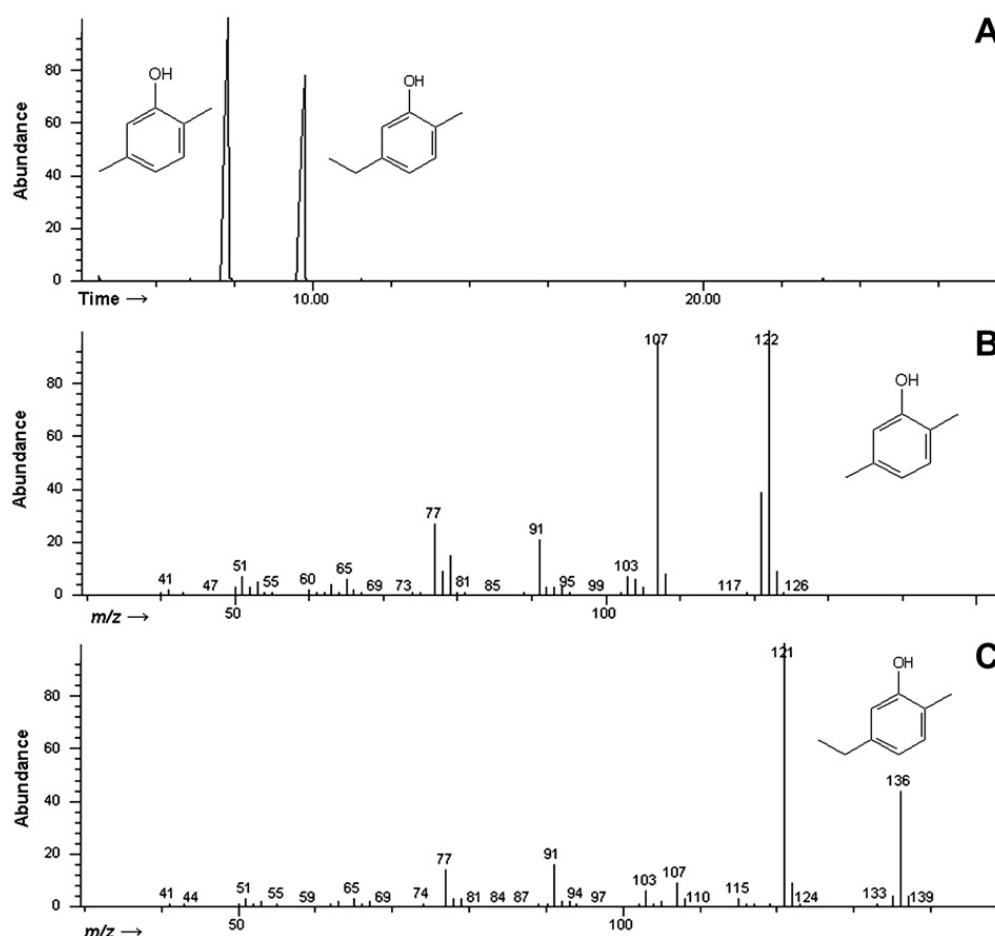 A
Abundance
80
60
40
20
0
OH
OH
Time → 10.00 20.00
B
Abundance
80
60
40
20
0
107 122
OH
77
91
41 47 51 55 60 65 69 73 81 85 95 99 103 117 126
m/z → 50 100
C
Abundance
80
60
40
20
0
121
OH
136
77
91
41 44 51 55 59 65 69 74 81 84 87 94 97 103 107 110 115 124 133 139
m/z → 50 100